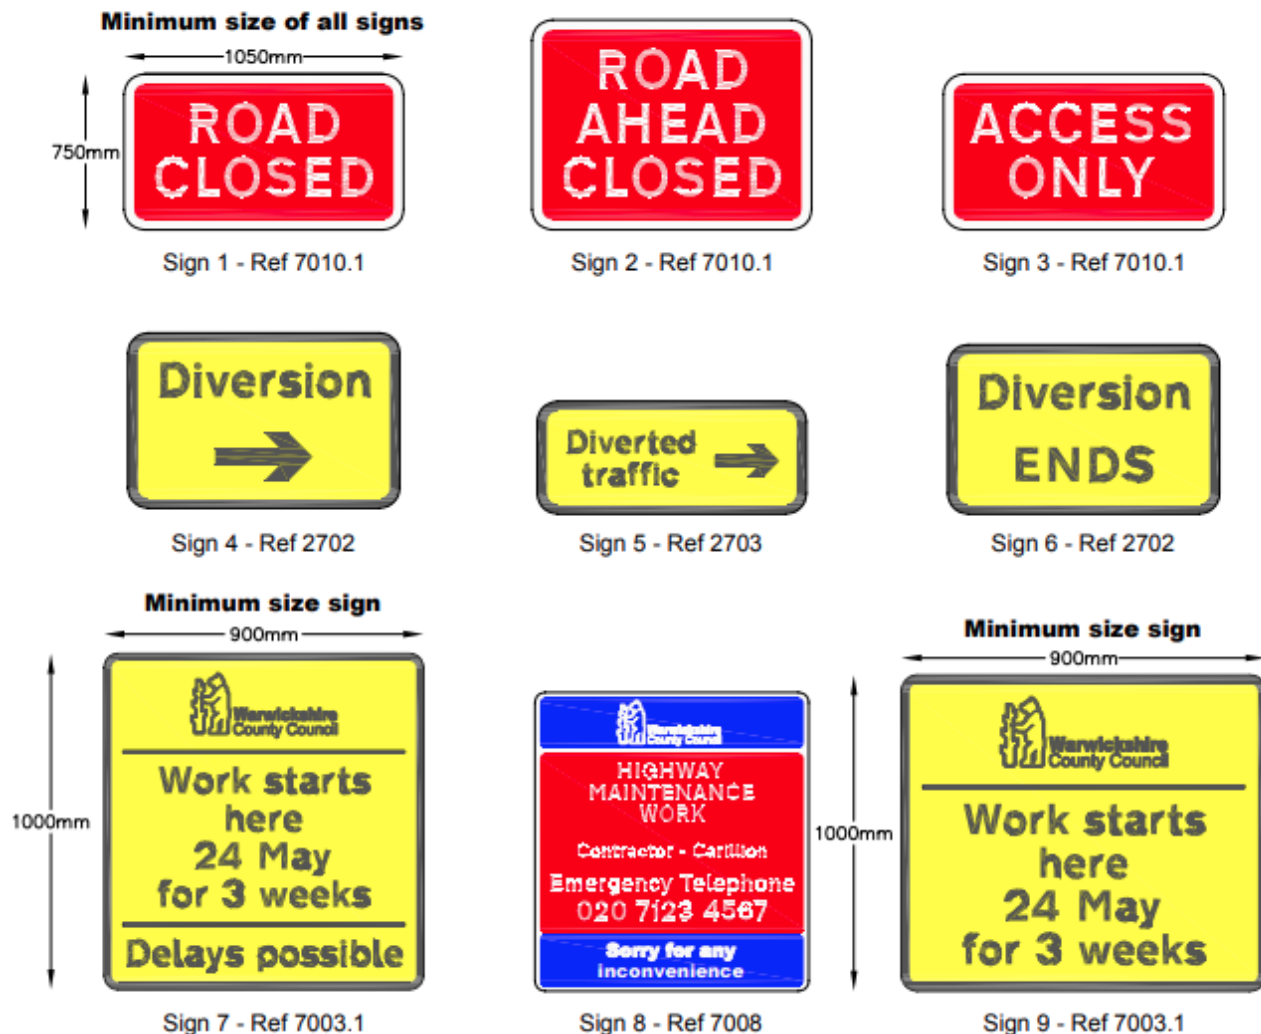 Minimum size of all signs
1050mm
750mm
ROAD
CLOSED
Sign 1 - Ref 7010.1
ROAD
AHEAD
CLOSED
Sign 2 - Ref 7010.1
ACCESS
ONLY
Sign 3 - Ref 7010.1
Diversion
Sign 4 - Ref 2702
Diverted
traffic
Sign 5 - Ref 2703
Diversion
ENDS
Sign 6 - Ref 2702
Minimum size sign
900mm
1000mm
Warwickshire
County Council
Work starts
here
24 May
for 3 weeks
Delays possible
Sign 7 - Ref 7003.1
Warwickshire
County Council
HIGHWAY
MAINTENANCE
WORK
Contractor - Carillion
Emergency Telephone
020 7123 4567
Sorry for any
inconvenience
Sign 8 - Ref 7008
Minimum size sign
900mm
1000mm
Warwickshire
County Council
Work starts
here
24 May
for 3 weeks
Sign 9 - Ref 7003.1